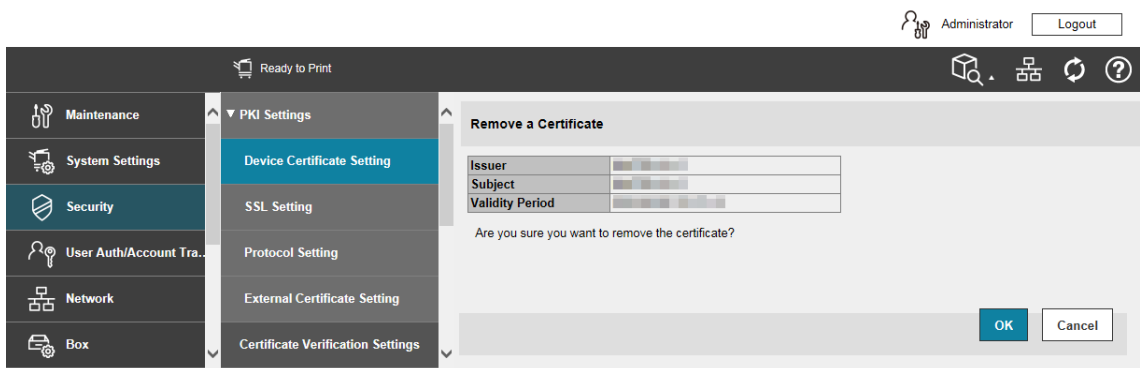 Administrator
Logout
Ready to Print
Maintenance
System Settings
Security
User Auth/Account Tra..
Network
Box
▼ PKI Settings
Device Certificate Setting
SSL Setting
Protocol Setting
External Certificate Setting
Certificate Verification Settings
Remove a Certificate
Issuer
Subject
Validity Period
Are you sure you want to remove the certificate?
OK
Cancel